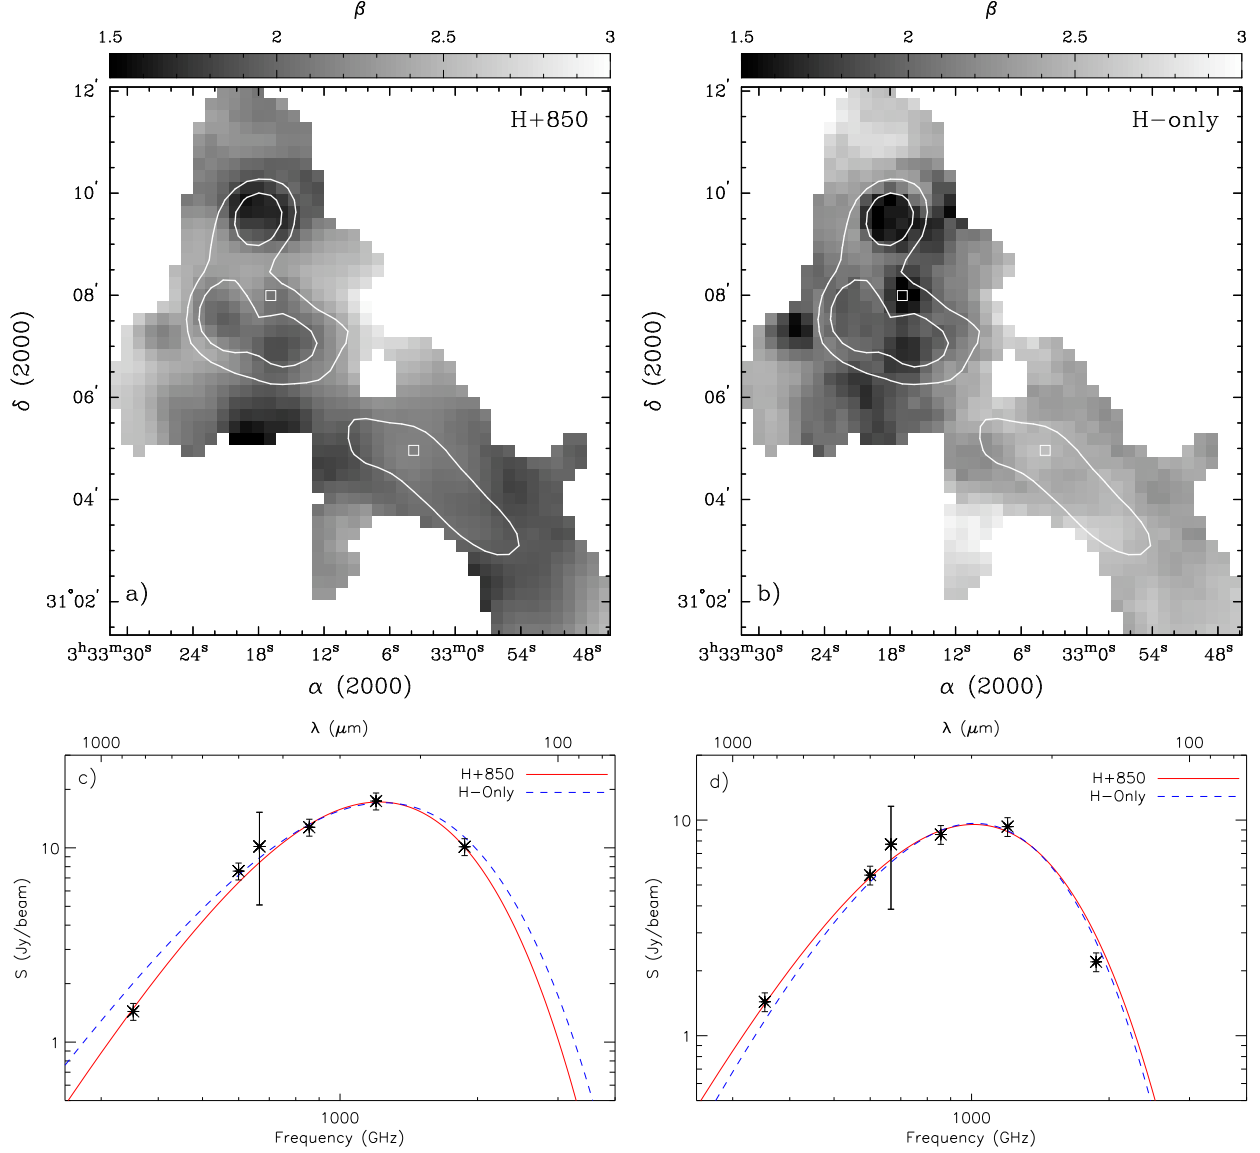 β
1.5 2 2.5 3
H+850
12′
10′
08′
06′
04′
31°02′
δ (2000)
a)
3ʰ33ᵐ30ˢ 24ˢ 18ˢ 12ˢ 6ˢ 33ᵐ0ˢ 54ˢ 48ˢ
α (2000)
β
1.5 2 2.5 3
H−only
12′
10′
08′
06′
04′
31°02′
δ (2000)
b)
3ʰ33ᵐ30ˢ 24ˢ 18ˢ 12ˢ 6ˢ 33ᵐ0ˢ 54ˢ 48ˢ
α (2000)
λ (μm)
1000 100
c)
H+850
H−Only
10
1
S (Jy/beam)
1000
Frequency (GHz)
λ (μm)
1000 100
d)
H+850
H−Only
10
1
S (Jy/beam)
1000
Frequency (GHz)